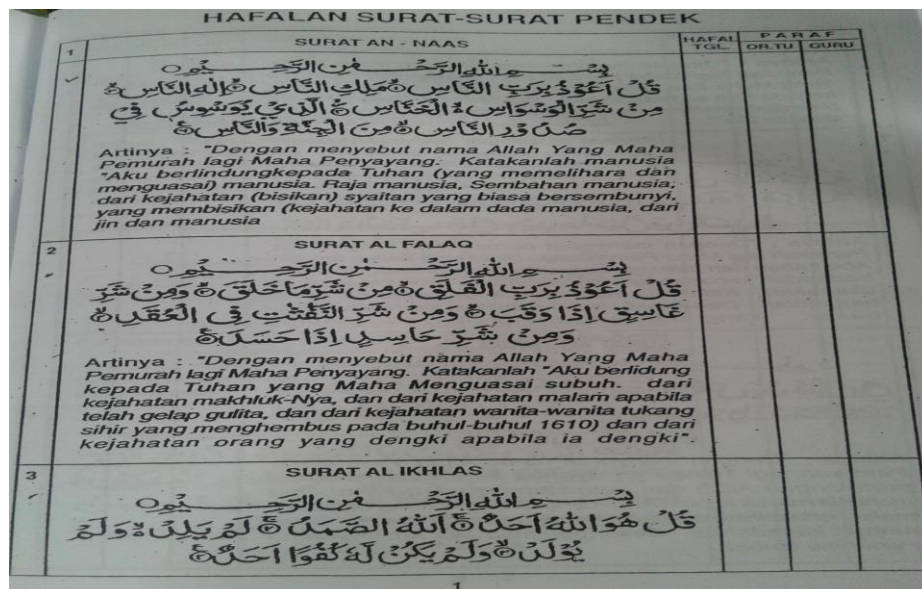 HAFALAN SURAT-SURAT PENDEK
1 SURAT AN - NAAS HAFAL TGL. PARAF OR.TU GURU
بِسْمِ اللهِ الرَّحْمٰنِ الرَّحِيْمِ
قُلْ اَعُوْذُ بِرَبِّ النَّاسِ مَلِكِ النَّاسِ اِلٰهِ النَّاسِ
مِنْ شَرِّ الْوَسْوَاسِ الْخَنَّاسِ الَّذِيْ يُوَسْوِسُ فِيْ
صُدُوْرِ النَّاسِ مِنَ الْجِنَّةِ وَالنَّاسِ
Artinya : "Dengan menyebut nama Allah Yang Maha
Pemurah lagi Maha Penyayang. Katakanlah manusia
"Aku berlindungkepada Tuhan (yang memelihara dan
menguasai) manusia. Raja manusia, Sembahan manusia,
dari kejahatan (bisikan) syaitan yang biasa bersembunyi,
yang membisikan (kejahatan ke dalam dada manusia, dari
jin dan manusia
2 SURAT AL FALAQ
بِسْمِ اللهِ الرَّحْمٰنِ الرَّحِيْمِ
قُلْ اَعُوْذُ بِرَبِّ الْفَلَقِ مِنْ شَرِّ مَا خَلَقَ وَمِنْ شَرِّ
غَاسِقٍ اِذَا وَقَبَ وَمِنْ شَرِّ النَّفّٰثٰتِ فِى الْعُقَدِ
وَمِنْ شَرِّ حَاسِدٍ اِذَا حَسَدَ
Artinya : "Dengan menyebut nama Allah Yang Maha
Pemurah lagi Maha Penyayang. Katakanlah "Aku berlidung
kepada Tuhan yang Maha Menguasai subuh. dari
kejahatan makhluk-Nya, dan dari kejahatan malam apabila
telah gelap gulita, dan dari kejahatan wanita-wanita tukang
sihir yang menghembus pada buhul-buhul 1610) dan dari
kejahatan orang yang dengki apabila ia dengki".
3 SURAT AL IKHLAS
بِسْمِ اللهِ الرَّحْمٰنِ الرَّحِيْمِ
قُلْ هُوَ اللهُ اَحَدٌ اَللهُ الصَّمَدُ لَمْ يَلِدْ وَلَمْ
يُوْلَدْ وَلَمْ يَكُنْ لَهُ كُفُوًا اَحَدٌ
1